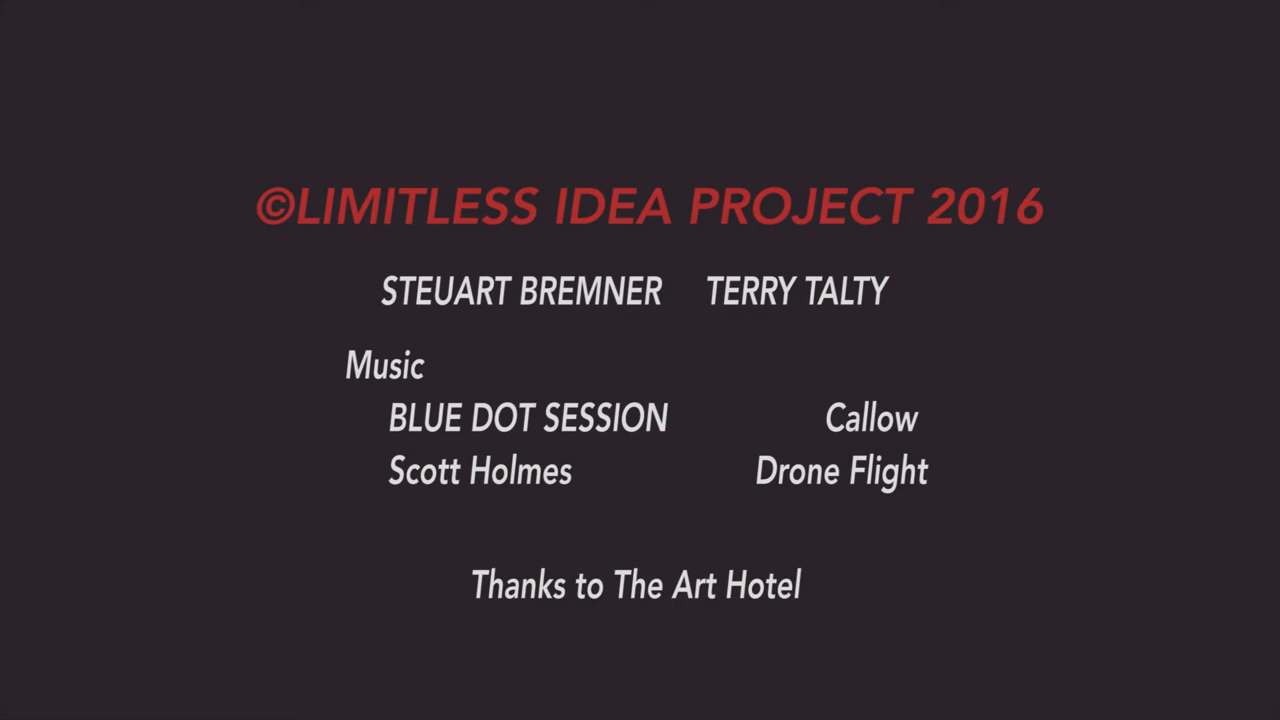 ©LIMITLESS IDEA PROJECT 2016
STEUART BREMNER TERRY TALTY
Music
BLUE DOT SESSION Callow
Scott Holmes Drone Flight
Thanks to The Art Hotel